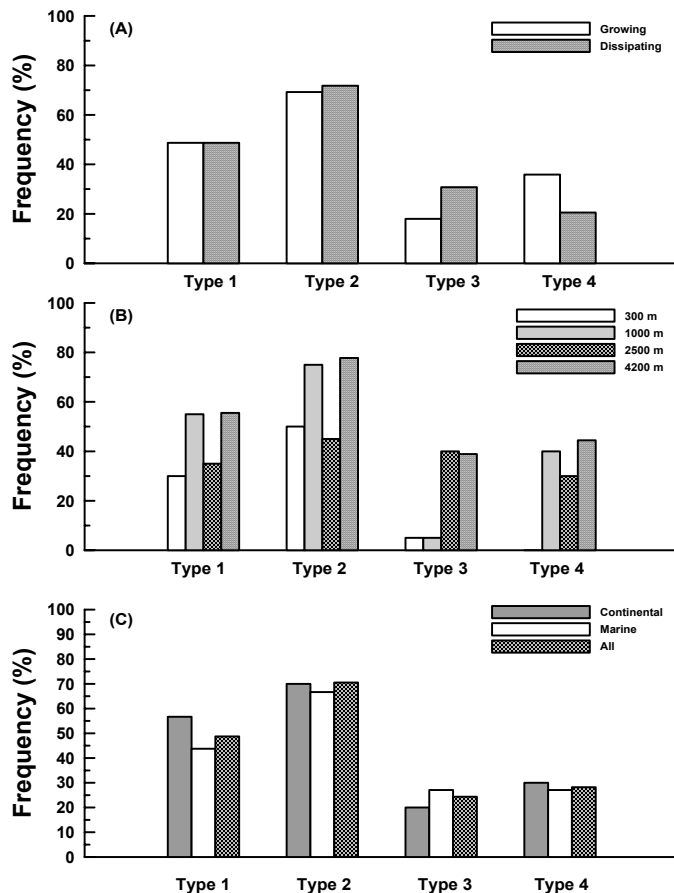 100
(A)
Growing
Dissipating
80
60
40
20
0
Frequency (%)
Type 1 Type 2 Type 3 Type 4
100
(B)
300 m
1000 m
2500 m
4200 m
80
60
40
20
0
Frequency (%)
Type 1 Type 2 Type 3 Type 4
100
(C)
Continental
Marine
All
90
80
70
60
50
40
30
20
10
0
Frequency (%)
Type 1 Type 2 Type 3 Type 4